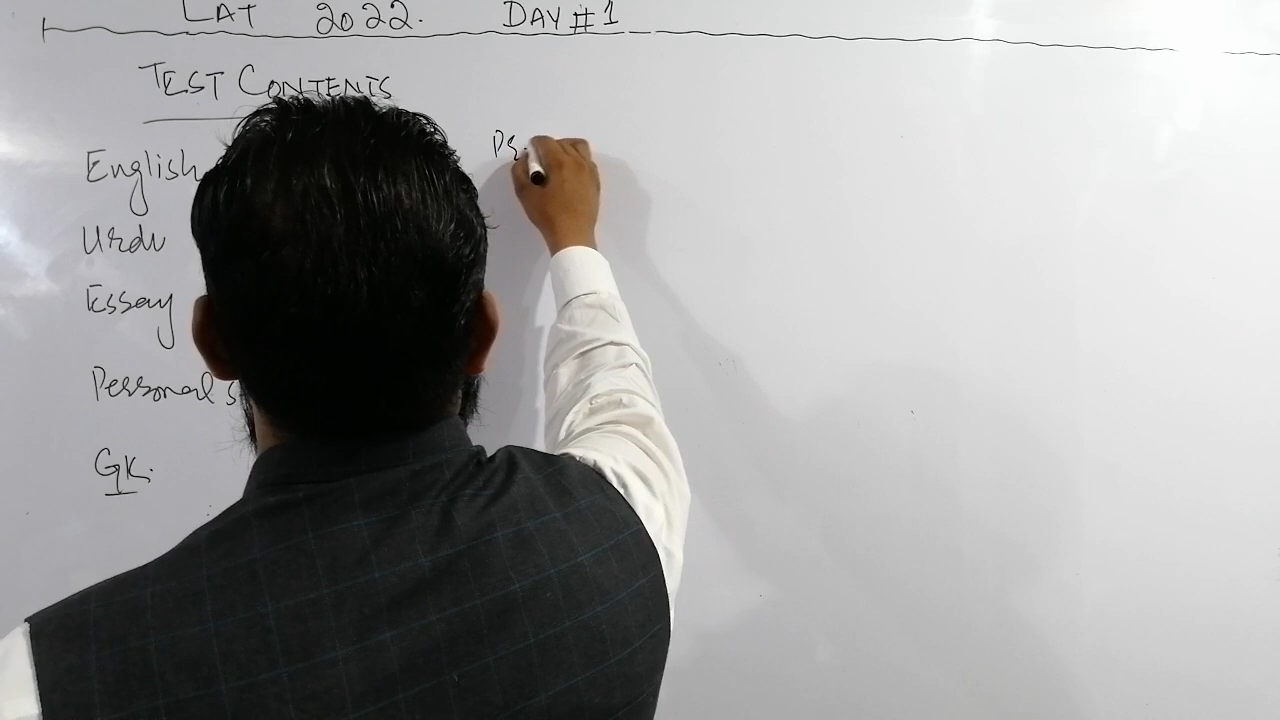 LAT 2022. DAY #1
TEST CONTENTS
English
Urdu
Essay
Personal S
GK.